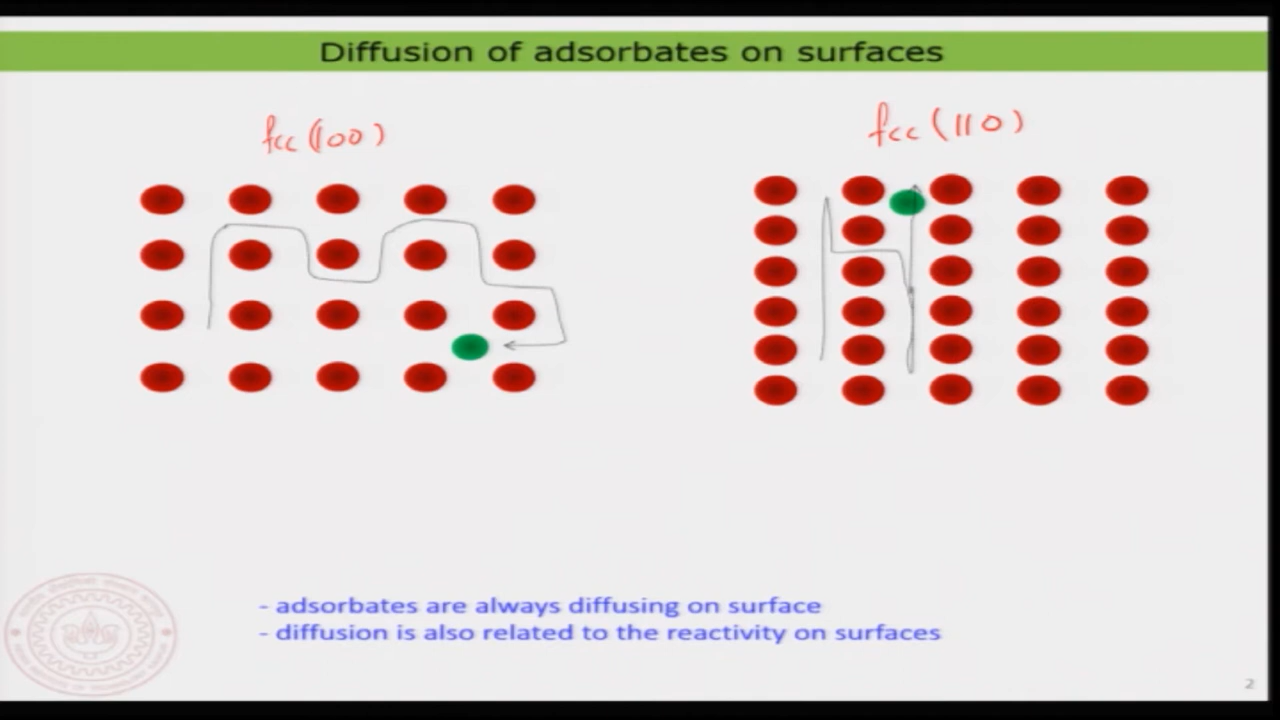 Diffusion of adsorbates on surfaces
fcc (100)
fcc (110)
- adsorbates are always diffusing on surface
- diffusion is also related to the reactivity on surfaces
2